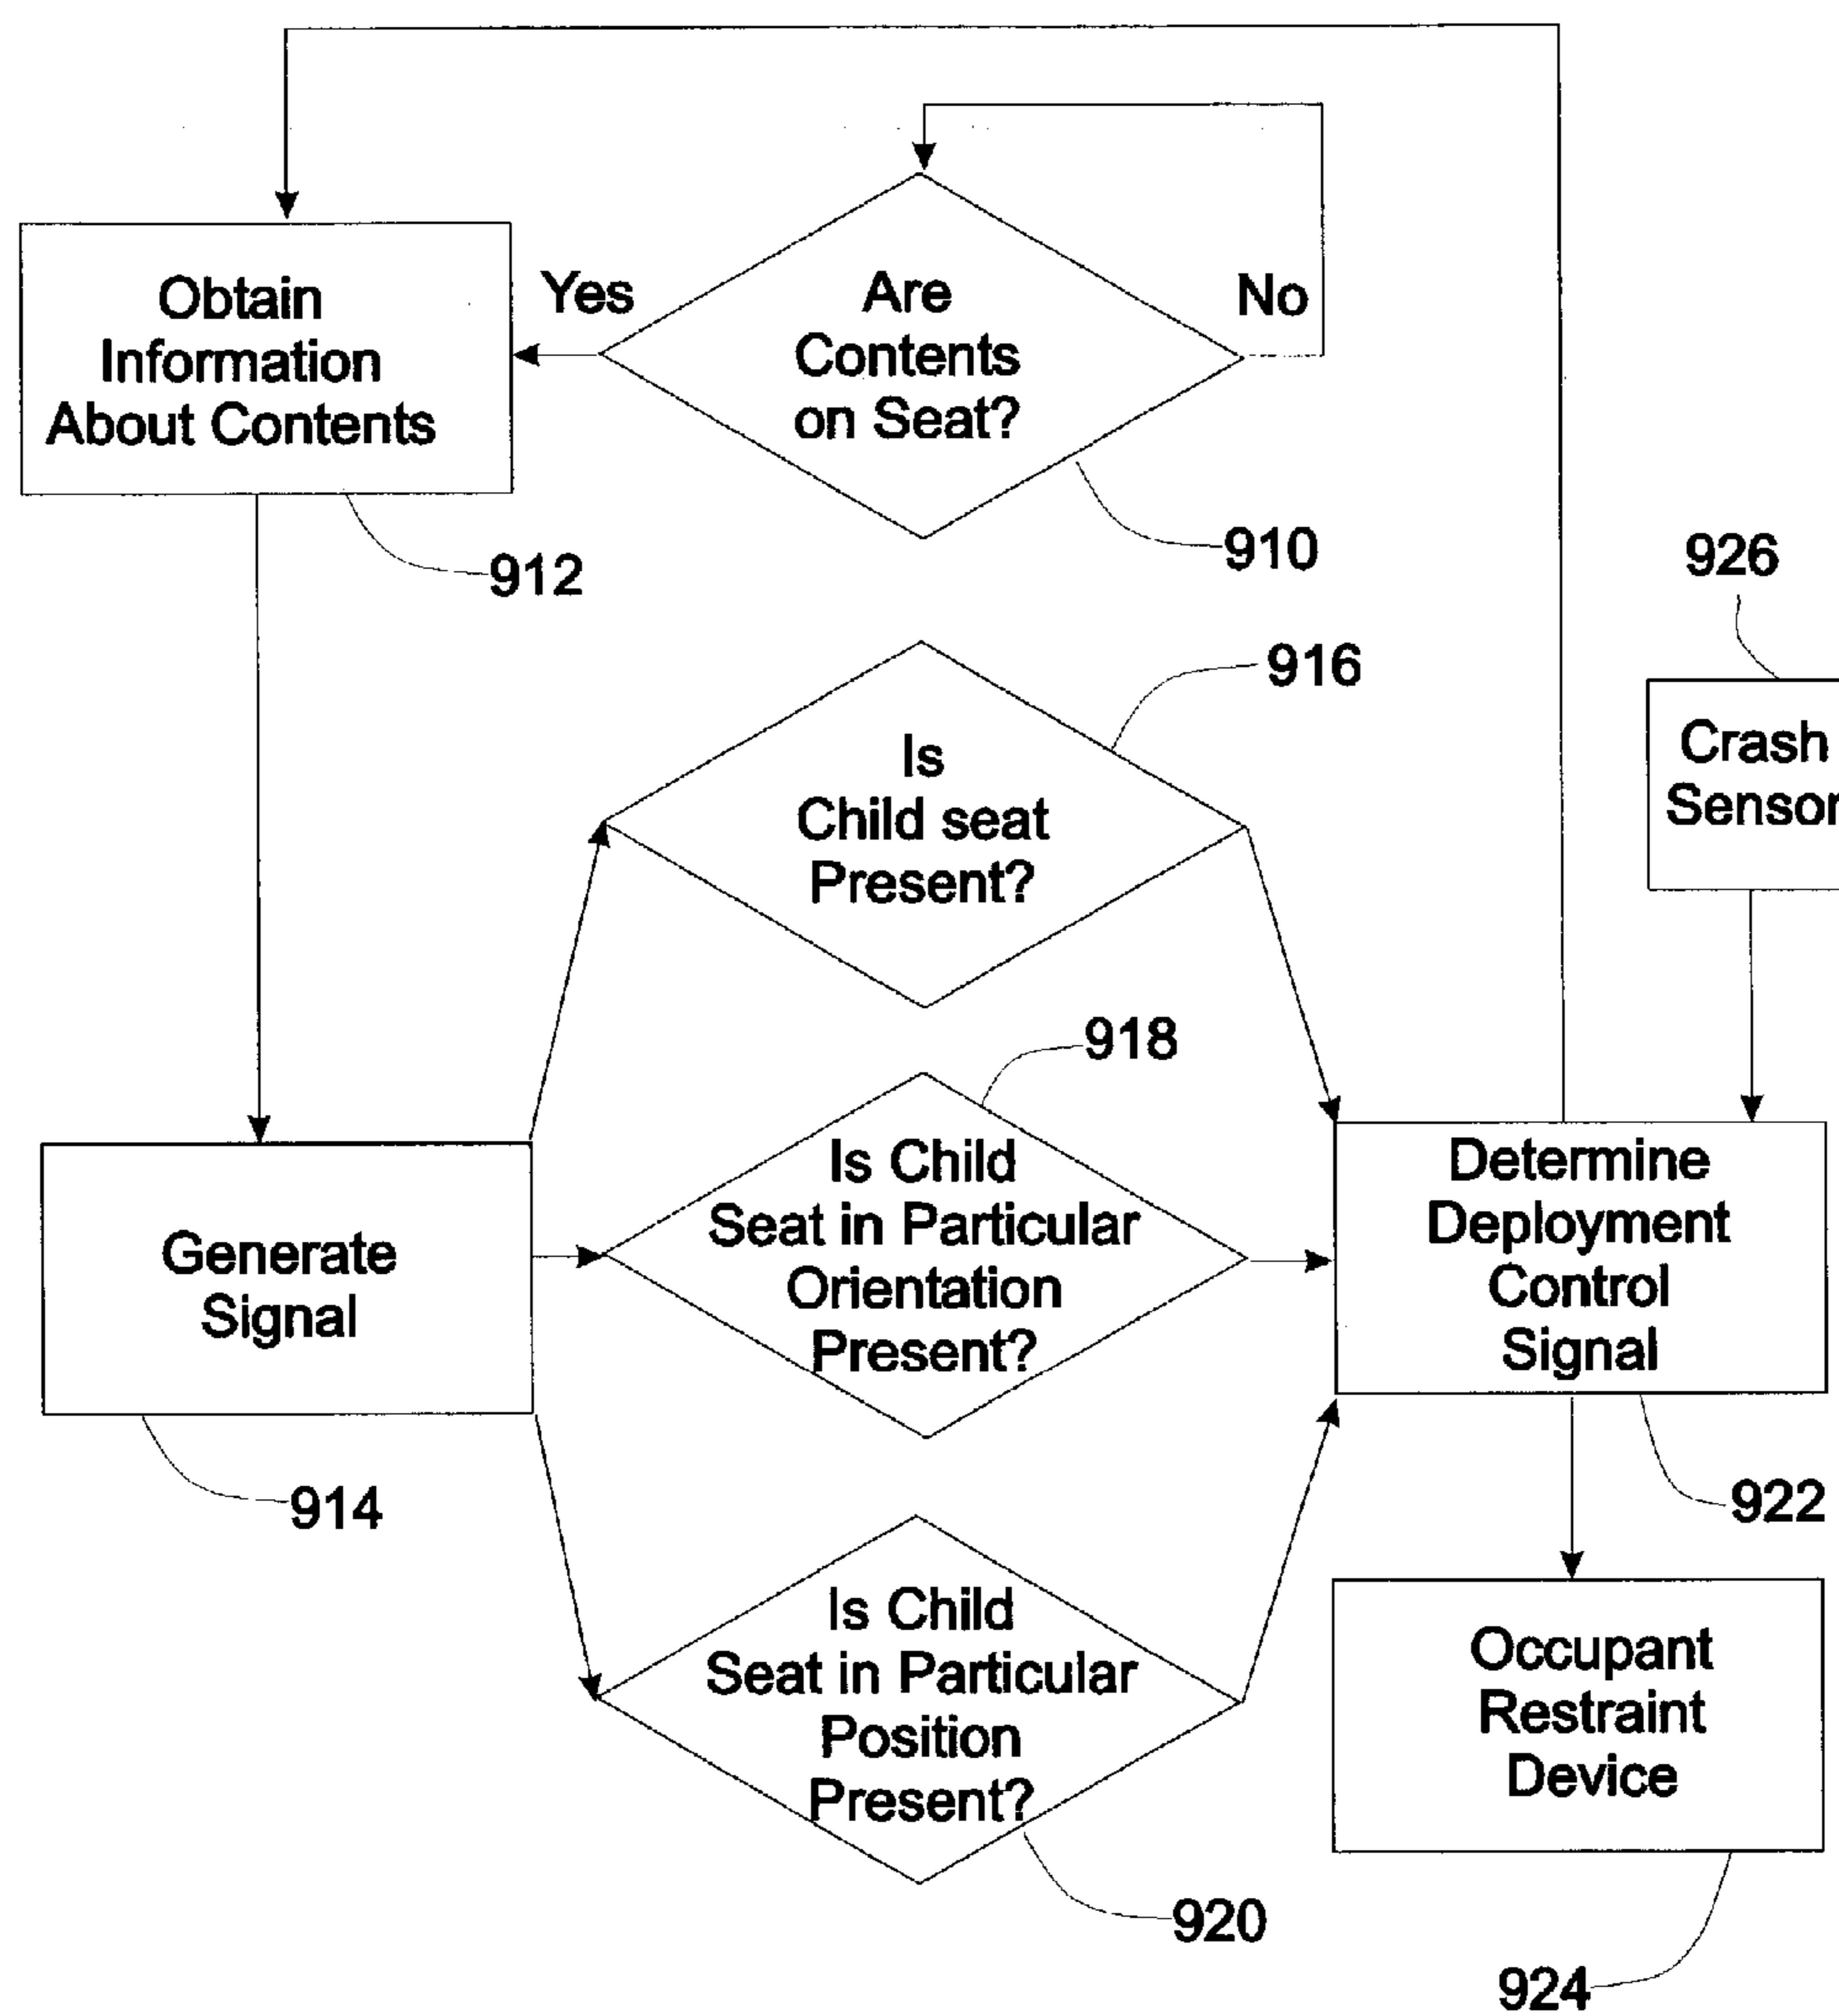 Obtain
Information
About Contents
Yes
Are
Contents
on Seat?
No
912
910
926
916
Is
Child seat
Present?
Crash
Sensor
918
Generate
Signal
Is Child
Seat in Particular
Orientation
Present?
Determine
Deployment
Control
Signal
914
922
Is Child
Seat in Particular
Position
Present?
Occupant
Restraint
Device
920
924